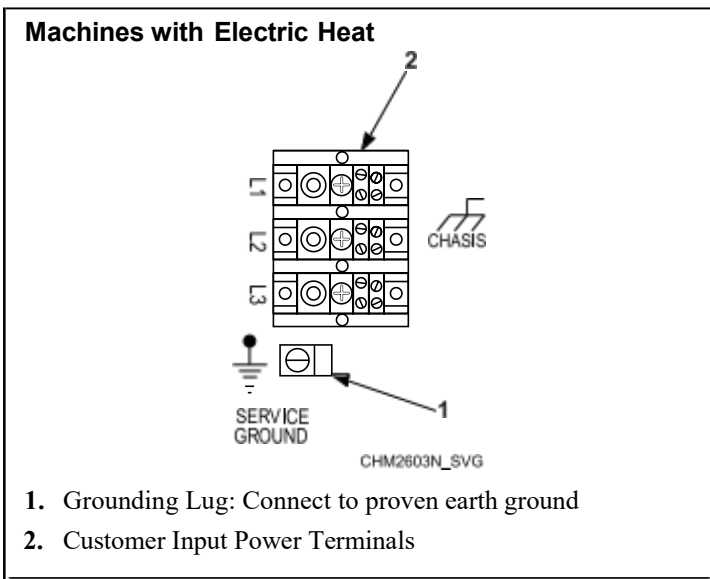 Machines with Electric Heat
2
L1
L2
CHASIS
L3
1
SERVICE
GROUND
CHM2603N_SVG
1. Grounding Lug: Connect to proven earth ground
2. Customer Input Power Terminals